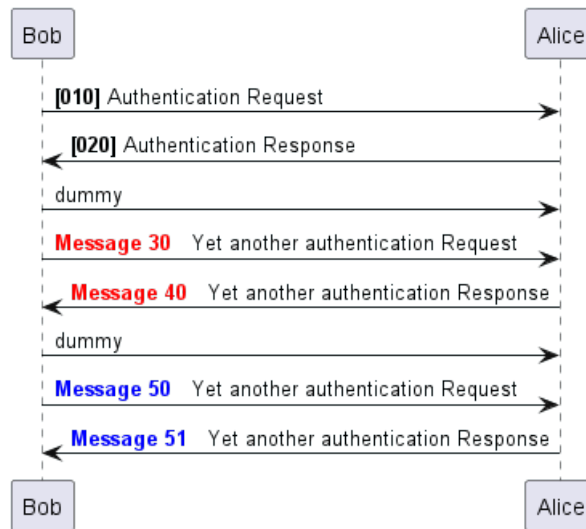 Bob Alice
[010] Authentication Request
[020] Authentication Response
dummy
Message 30 Yet another authentication Request
Message 40 Yet another authentication Response
dummy
Message 50 Yet another authentication Request
Message 51 Yet another authentication Response
Bob Alice